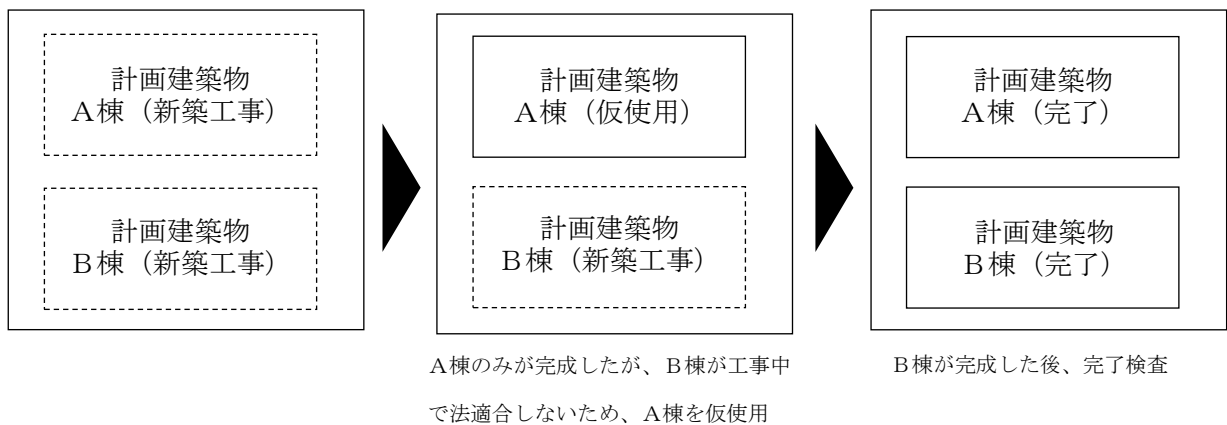 計画建築物
A棟（新築工事）
計画建築物
B棟（新築工事）
計画建築物
A棟（仮使用）
計画建築物
B棟（新築工事）
A棟のみが完成したが、B棟が工事中
で法適合しないため、A棟を仮使用
計画建築物
A棟（完了）
計画建築物
B棟（完了）
B棟が完成した後、完了検査